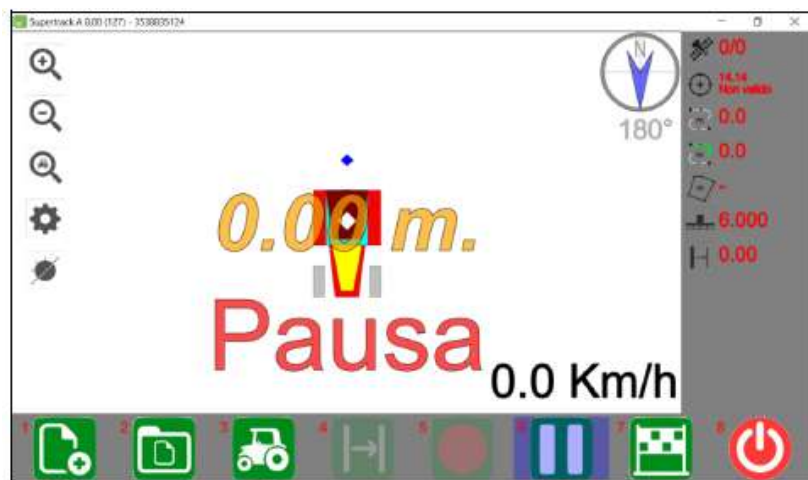 Supertrack A 0,00 (127) - 3538835124
N
180°
0/0
14.14
Non valido
0.0
0.0
-
6.000
0.00
0.00 m.
Pausa
0.0 Km/h
1 2 3 4 5 6 7 8